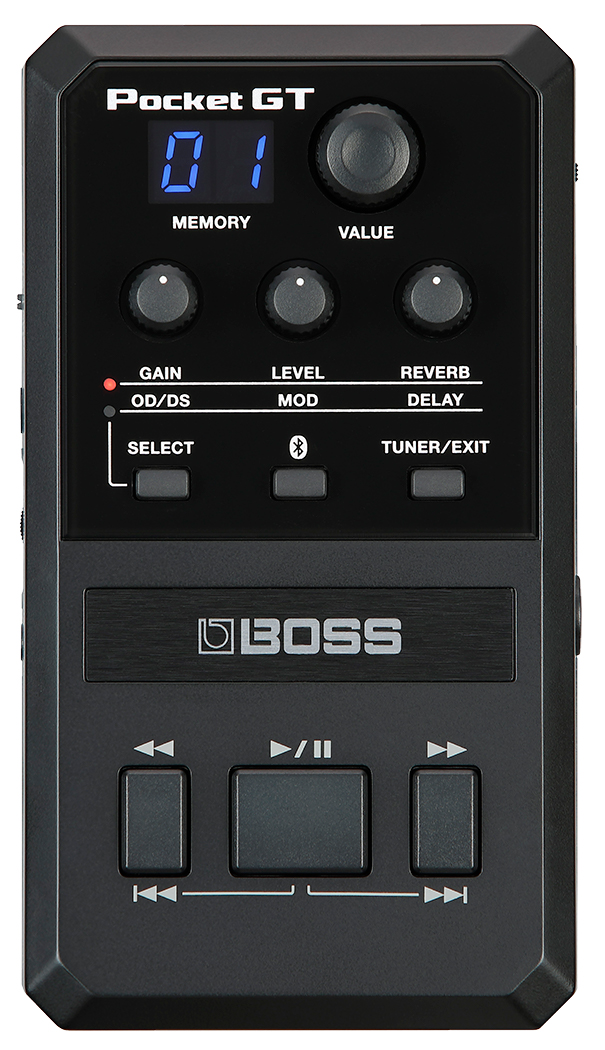 Pocket GT
01
MEMORY
VALUE
GAIN LEVEL REVERB
OD/DS MOD DELAY
SELECT TUNER/EXIT
BOSS